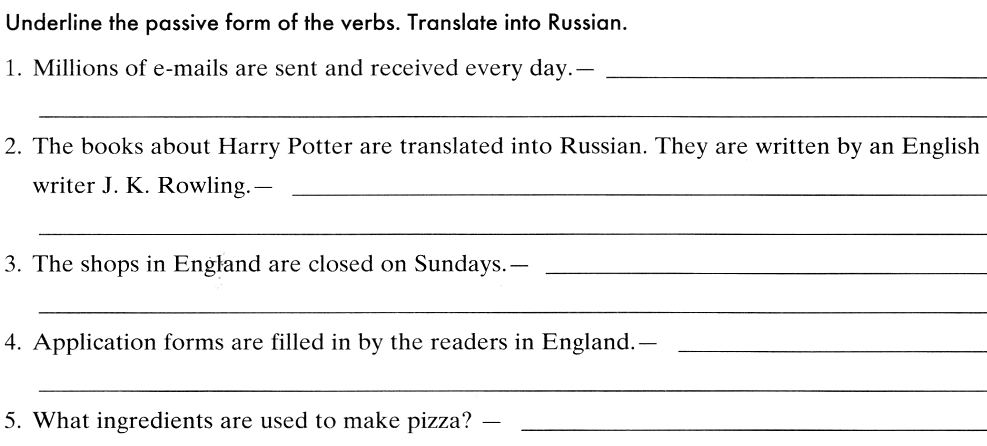 Underline the passive form of the verbs. Translate into Russian.
1. Millions of e-mails are sent and received every day.—
2. The books about Harry Potter are translated into Russian. They are written by an English
writer J. K. Rowling.—
3. The shops in England are closed on Sundays.—
4. Application forms are filled in by the readers in England.—
5. What ingredients are used to make pizza? —